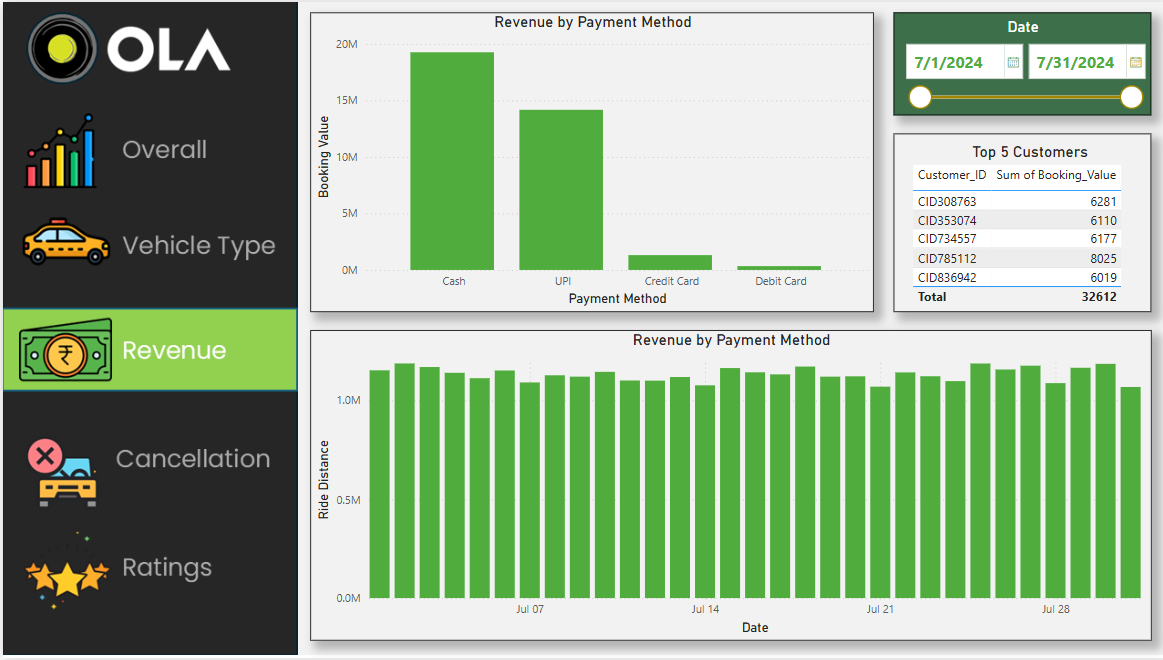 OLA
Overall
Vehicle Type
₹
Revenue
Cancellation
Ratings
Revenue by Payment Method
20M
15M
10M
5M
0M
Booking Value
Cash UPI Credit Card Debit Card
Payment Method
Date
7/1/2024 7/31/2024
Top 5 Customers
Customer_ID Sum of Booking_Value
CID308763 6281
CID353074 6110
CID734557 6177
CID785112 8025
CID836942 6019
Total 32612
Revenue by Payment Method
1.0M
0.5M
0.0M
Ride Distance
Jul 07 Jul 14 Jul 21 Jul 28
Date